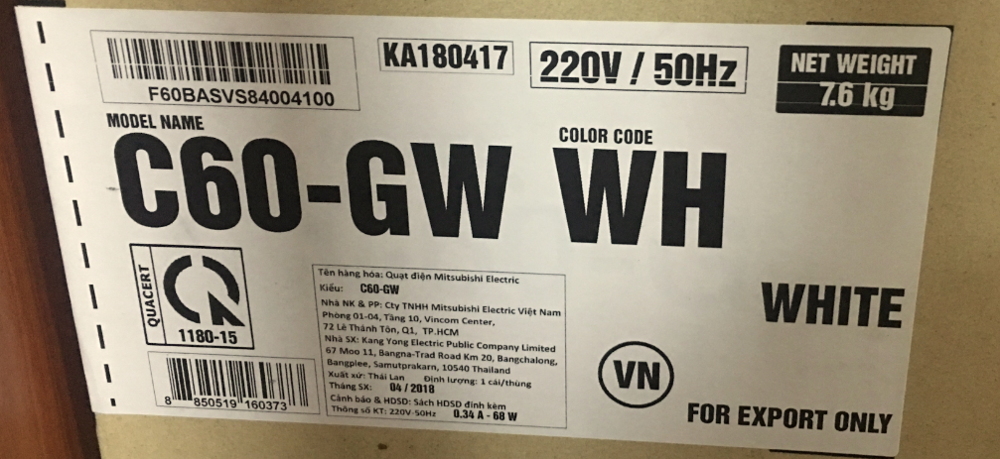 F60BASVS84004100
KA180417
220V / 50Hz
NET WEIGHT
7.6 kg
MODEL NAME
C60-GW
COLOR CODE
WH
QUACERT
1180-15
Tên hàng hóa: Quạt điện Mitsubishi Electric
Kiểu: C60-GW
Nhà NK & PP: Cty TNHH Mitsubishi Electric Việt Nam
Phòng 01-04, Tầng 10, Vincom Center,
72 Lê Thánh Tôn, Q1, TP.HCM
Nhà SX: Kang Yong Electric Public Company Limited
67 Moo 11, Bangna-Trad Road Km 20, Bangchalong,
Bangplee, Samutprakarn, 10540 Thailand
Xuất xứ: Thái Lan Định lượng: 1 cái/thùng
Tháng SX: 04 / 2018
Cảnh báo & HDSD: Sách HDSD đính kèm
Thông số KT: 220V-50Hz 0.34 A - 68 W
8 850519 160373
WHITE
VN
FOR EXPORT ONLY